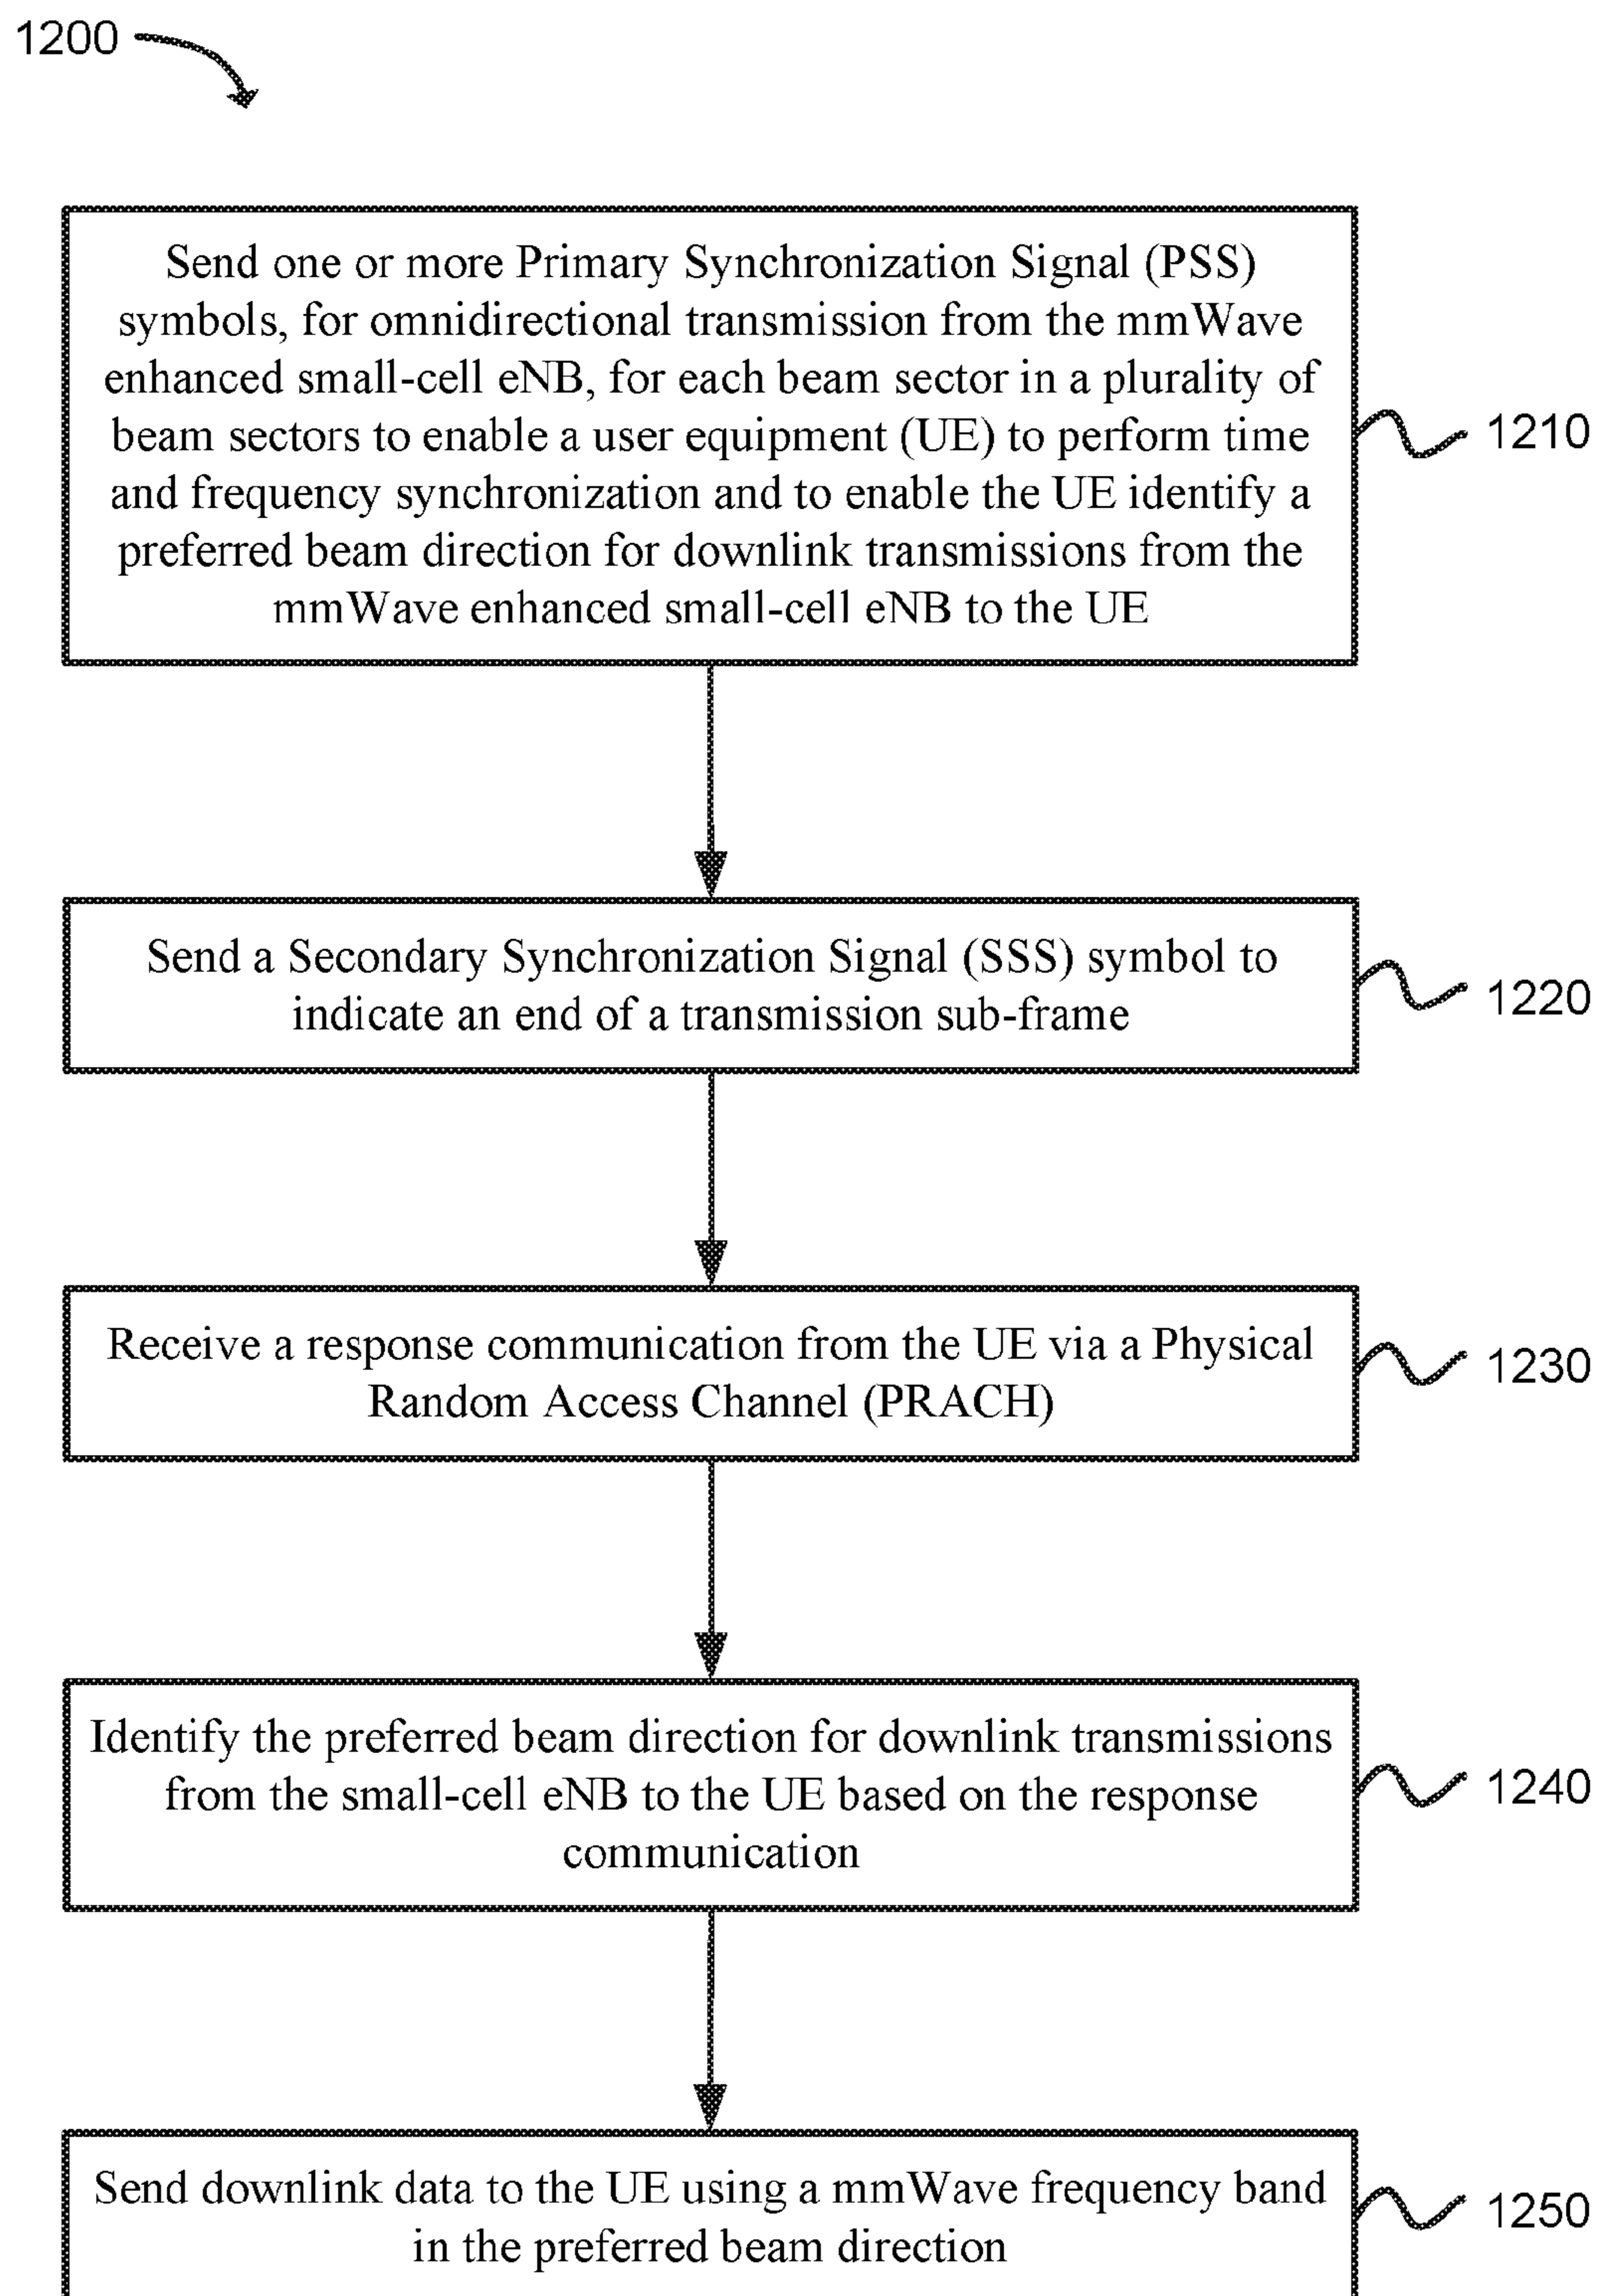 1200
Send one or more Primary Synchronization Signal (PSS)
symbols, for omnidirectional transmission from the mmWave
enhanced small-cell eNB, for each beam sector in a plurality of
beam sectors to enable a user equipment (UE) to perform time
and frequency synchronization and to enable the UE identify a
preferred beam direction for downlink transmissions from the
mmWave enhanced small-cell eNB to the UE
1210
Send a Secondary Synchronization Signal (SSS) symbol to
indicate an end of a transmission sub-frame
1220
Receive a response communication from the UE via a Physical
Random Access Channel (PRACH)
1230
Identify the preferred beam direction for downlink transmissions
from the small-cell eNB to the UE based on the response
communication
1240
Send downlink data to the UE using a mmWave frequency band
in the preferred beam direction
1250